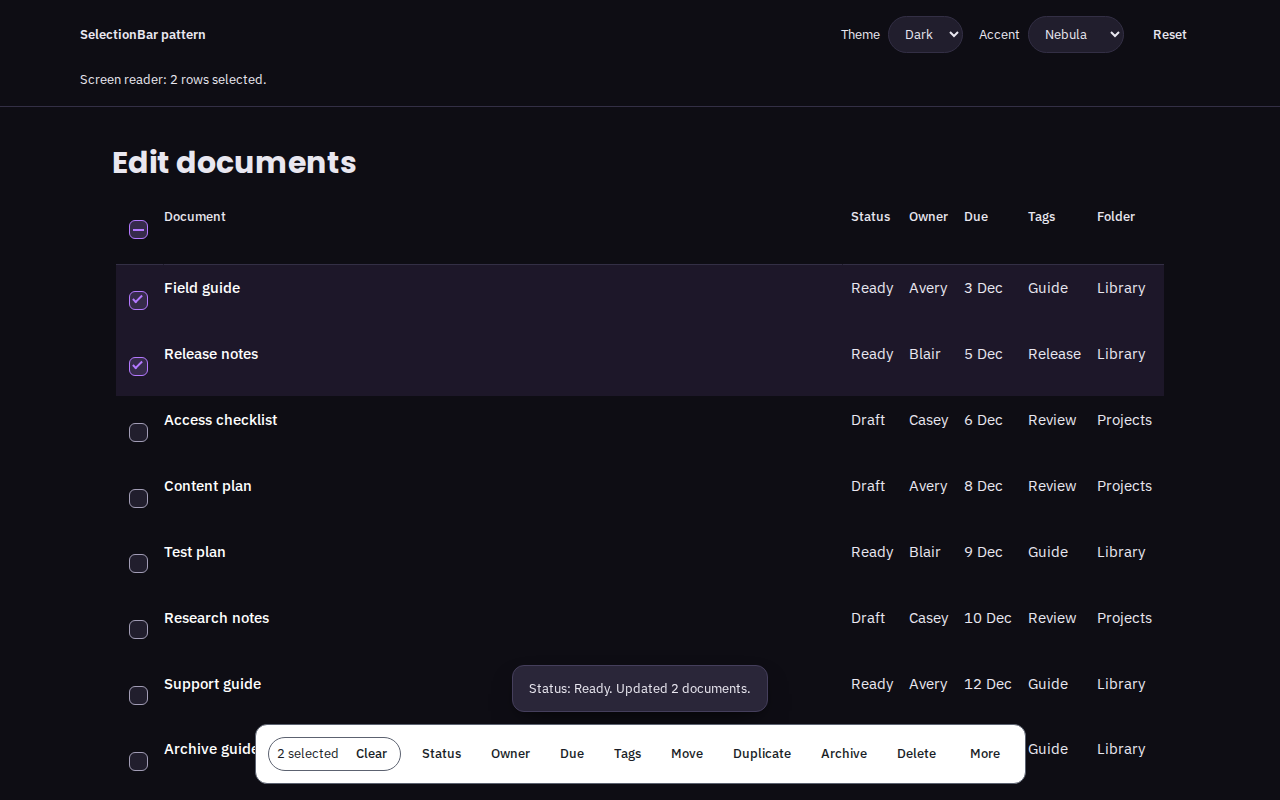 SelectionBar pattern
Theme Dark Accent Nebula Reset
Screen reader: 2 rows selected.
Edit documents
Document Status Owner Due Tags Folder
Field guide Ready Avery 3 Dec Guide Library
Release notes Ready Blair 5 Dec Release Library
Access checklist Draft Casey 6 Dec Review Projects
Content plan Draft Avery 8 Dec Review Projects
Test plan Ready Blair 9 Dec Guide Library
Research notes Draft Casey 10 Dec Review Projects
Support guide Ready Avery 12 Dec Guide Library
Status: Ready. Updated 2 documents.
Archive guide Guide Library
2 selected Clear Status Owner Due Tags Move Duplicate Archive Delete More